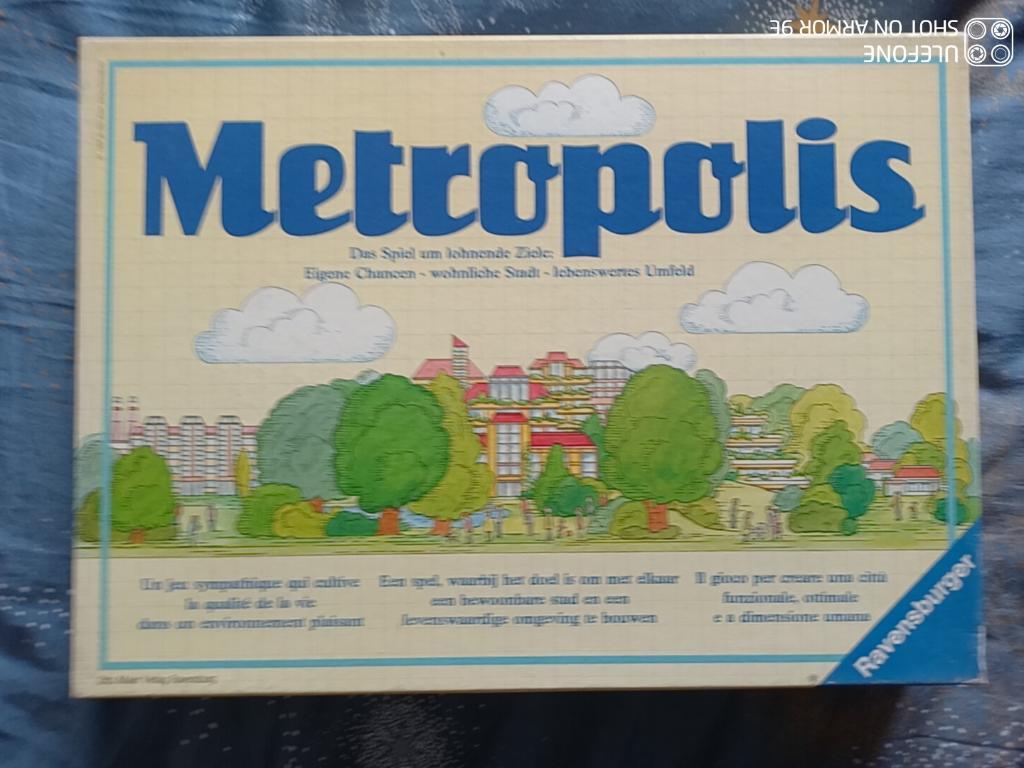 Metropolis
Das Spiel um lohnende Ziele:
Eigene Chancen - wohnliche Stadt - lebenswertes Umfeld
Un jeu sympathique qui cultive
la qualité de la vie
dans un environnement plaisant
Een spel, waarbij het doel is om met elkaar
een bewoonbare stad en een
levenswaardige omgeving te bouwen
Il gioco per creare una città
funzionale, ottimale
e a dimensione umana
Ravensburger
ULEFONE
SHOT ON ARMOR 9E